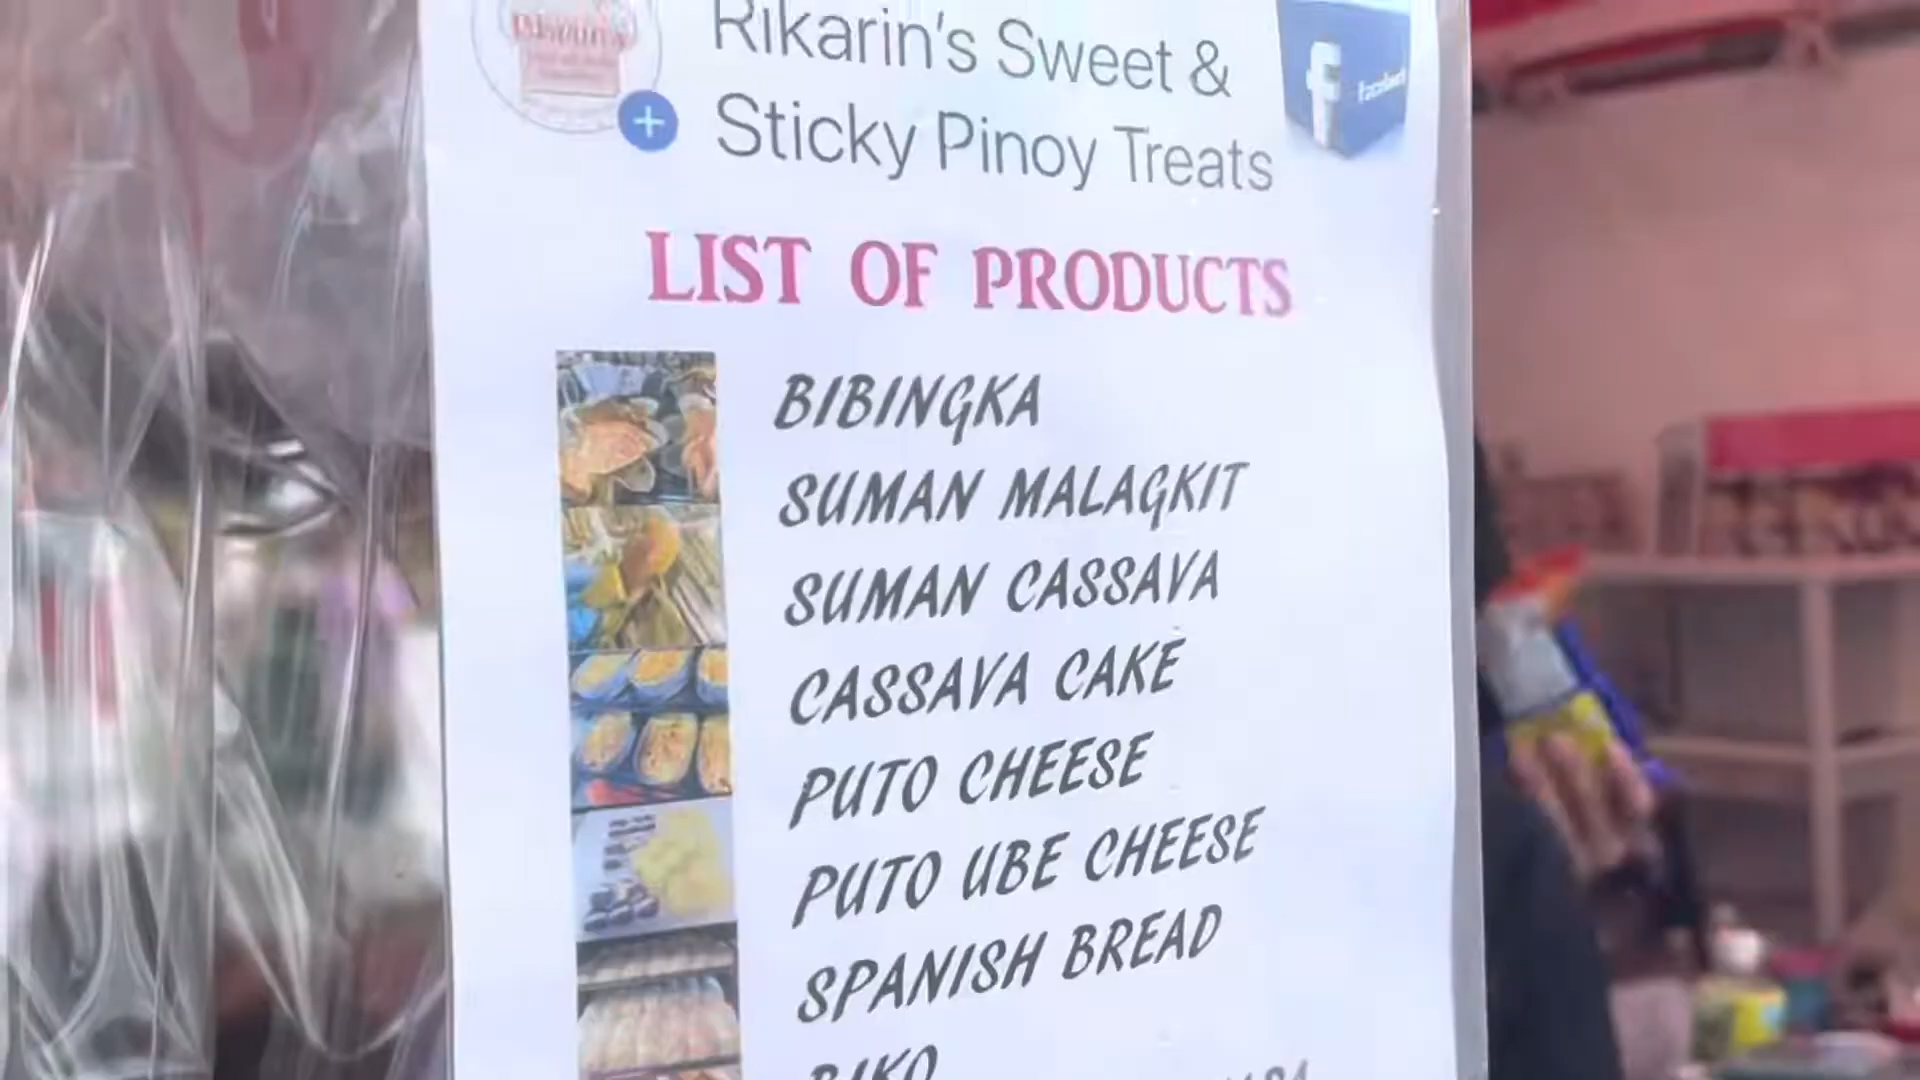 Rikarin's Sweet &
Sticky Pinoy Treats
LIST OF PRODUCTS
BIBINGKA
SUMAN MALAGKIT
SUMAN CASSAVA
CASSAVA CAKE
PUTO CHEESE
PUTO UBE CHEESE
SPANISH BREAD